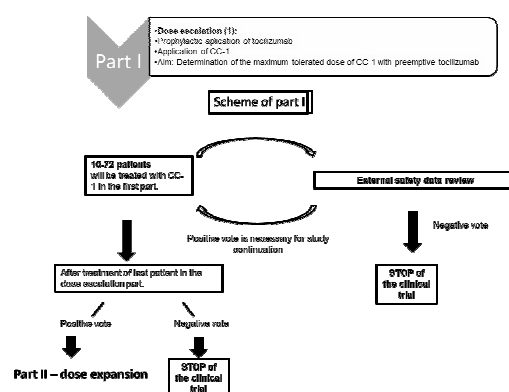 Part I
•Dose escalation (1):
•Prophylactic aplication of tocilizumab
•Application of CC-1
•Aim: Determination of the maximum tolerated dose of CC 1 with preemptive tocilizumab
Scheme of part I
10-72 patients
will be treated with CC-
1 in the first part.
External safety data review
Positive vote is necessary for study
continuation
Negative vote
After treatment of last patient in the
dose escalation part.
STOP of
the clinical
trial
Positive vote
Negative vote
Part II – dose expansion
STOP of
the clinical
trial